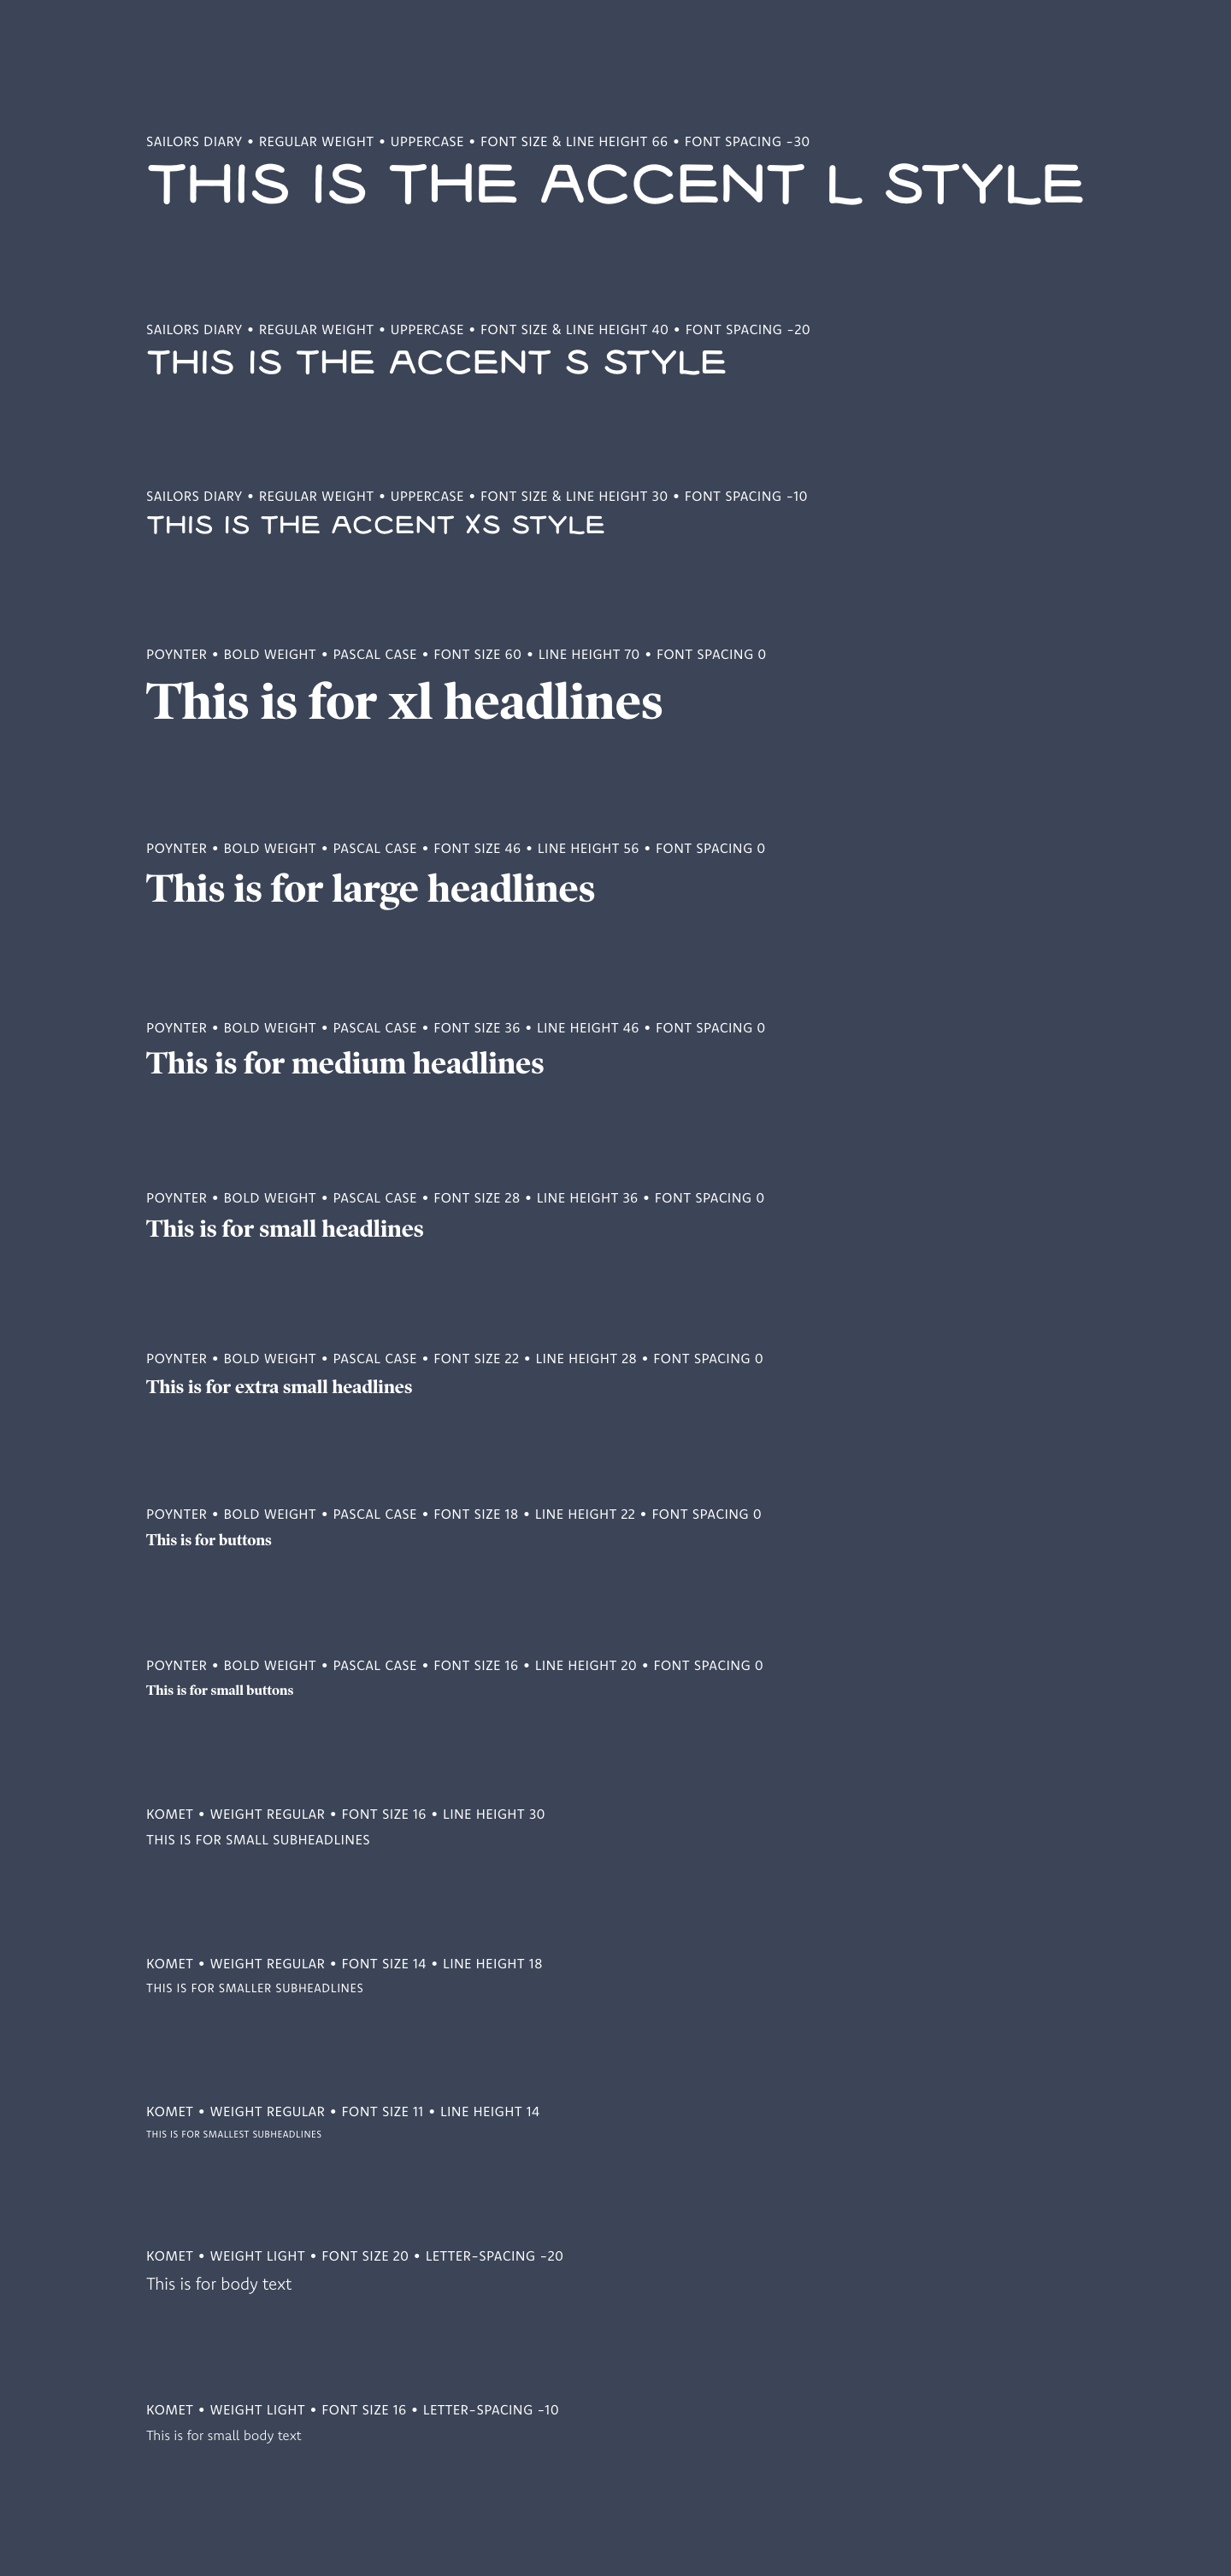 SAILORS DIARY • REGULAR WEIGHT • UPPERCASE • FONT SIZE & LINE HEIGHT 66 • FONT SPACING -30
THIS IS THE ACCENT L STYLE
SAILORS DIARY • REGULAR WEIGHT • UPPERCASE • FONT SIZE & LINE HEIGHT 40 • FONT SPACING -20
THIS IS THE ACCENT S STYLE
SAILORS DIARY • REGULAR WEIGHT • UPPERCASE • FONT SIZE & LINE HEIGHT 30 • FONT SPACING -10
THIS IS THE ACCENT XS STYLE
POYNTER • BOLD WEIGHT • PASCAL CASE • FONT SIZE 60 • LINE HEIGHT 70 • FONT SPACING 0
This is for xl headlines
POYNTER • BOLD WEIGHT • PASCAL CASE • FONT SIZE 46 • LINE HEIGHT 56 • FONT SPACING 0
This is for large headlines
POYNTER • BOLD WEIGHT • PASCAL CASE • FONT SIZE 36 • LINE HEIGHT 46 • FONT SPACING 0
This is for medium headlines
POYNTER • BOLD WEIGHT • PASCAL CASE • FONT SIZE 28 • LINE HEIGHT 36 • FONT SPACING 0
This is for small headlines
POYNTER • BOLD WEIGHT • PASCAL CASE • FONT SIZE 22 • LINE HEIGHT 28 • FONT SPACING 0
This is for extra small headlines
POYNTER • BOLD WEIGHT • PASCAL CASE • FONT SIZE 18 • LINE HEIGHT 22 • FONT SPACING 0
This is for buttons
POYNTER • BOLD WEIGHT • PASCAL CASE • FONT SIZE 16 • LINE HEIGHT 20 • FONT SPACING 0
This is for small buttons
KOMET • WEIGHT REGULAR • FONT SIZE 16 • LINE HEIGHT 30
THIS IS FOR SMALL SUBHEADLINES
KOMET • WEIGHT REGULAR • FONT SIZE 14 • LINE HEIGHT 18
THIS IS FOR SMALLER SUBHEADLINES
KOMET • WEIGHT REGULAR • FONT SIZE 11 • LINE HEIGHT 14
THIS IS FOR SMALLEST SUBHEADLINES
KOMET • WEIGHT LIGHT • FONT SIZE 20 • LETTER-SPACING -20
This is for body text
KOMET • WEIGHT LIGHT • FONT SIZE 16 • LETTER-SPACING -10
This is for small body text